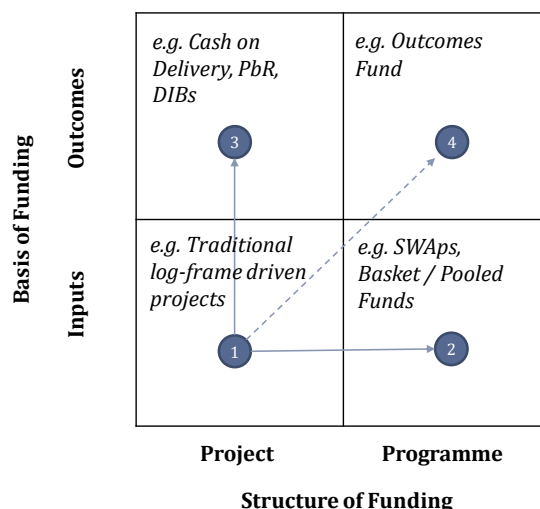 e.g. Cash on
Delivery, PbR,
DIBs
e.g. Outcomes
Fund
3
4
Outcomes
Basis of Funding
Inputs
e.g. Traditional
log-frame driven
projects
e.g. SWAps,
Basket / Pooled
Funds
1
2
Project
Programme
Structure of Funding